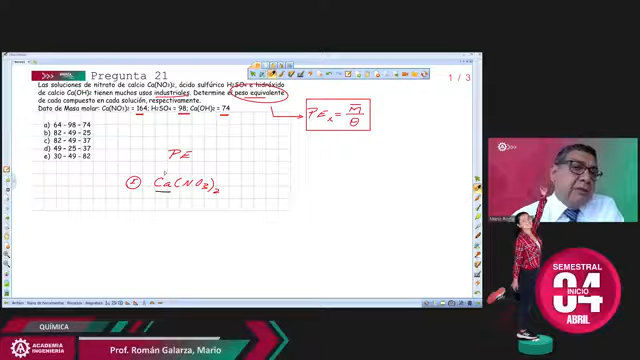 1 / 3
Pregunta 21
Las soluciones de nitrato de calcio Ca(NO₃)₂, ácido sulfúrico H₂SO₄ e hidróxido
de calcio Ca(OH)₂ tienen muchos usos industriales. Determine el peso equivalente
de cada compuesto en cada solución, respectivamente.
Dato de Masa molar: Ca(NO₃)₂ = 164; H₂SO₄ = 98; Ca(OH)₂ = 74
a) 64 - 98 - 74
b) 82 - 49 - 25
c) 82 - 49 - 37
d) 49 - 25 - 37
e) 30 - 49 - 82
PEx = M̅ / θ
PE
I Ca(NO₃)₂
SEMESTRAL
INICIO
04
ABRIL
QUÍMICA
ACADEMIA
INGENIERÍA
Prof. Román Galarza, Mario